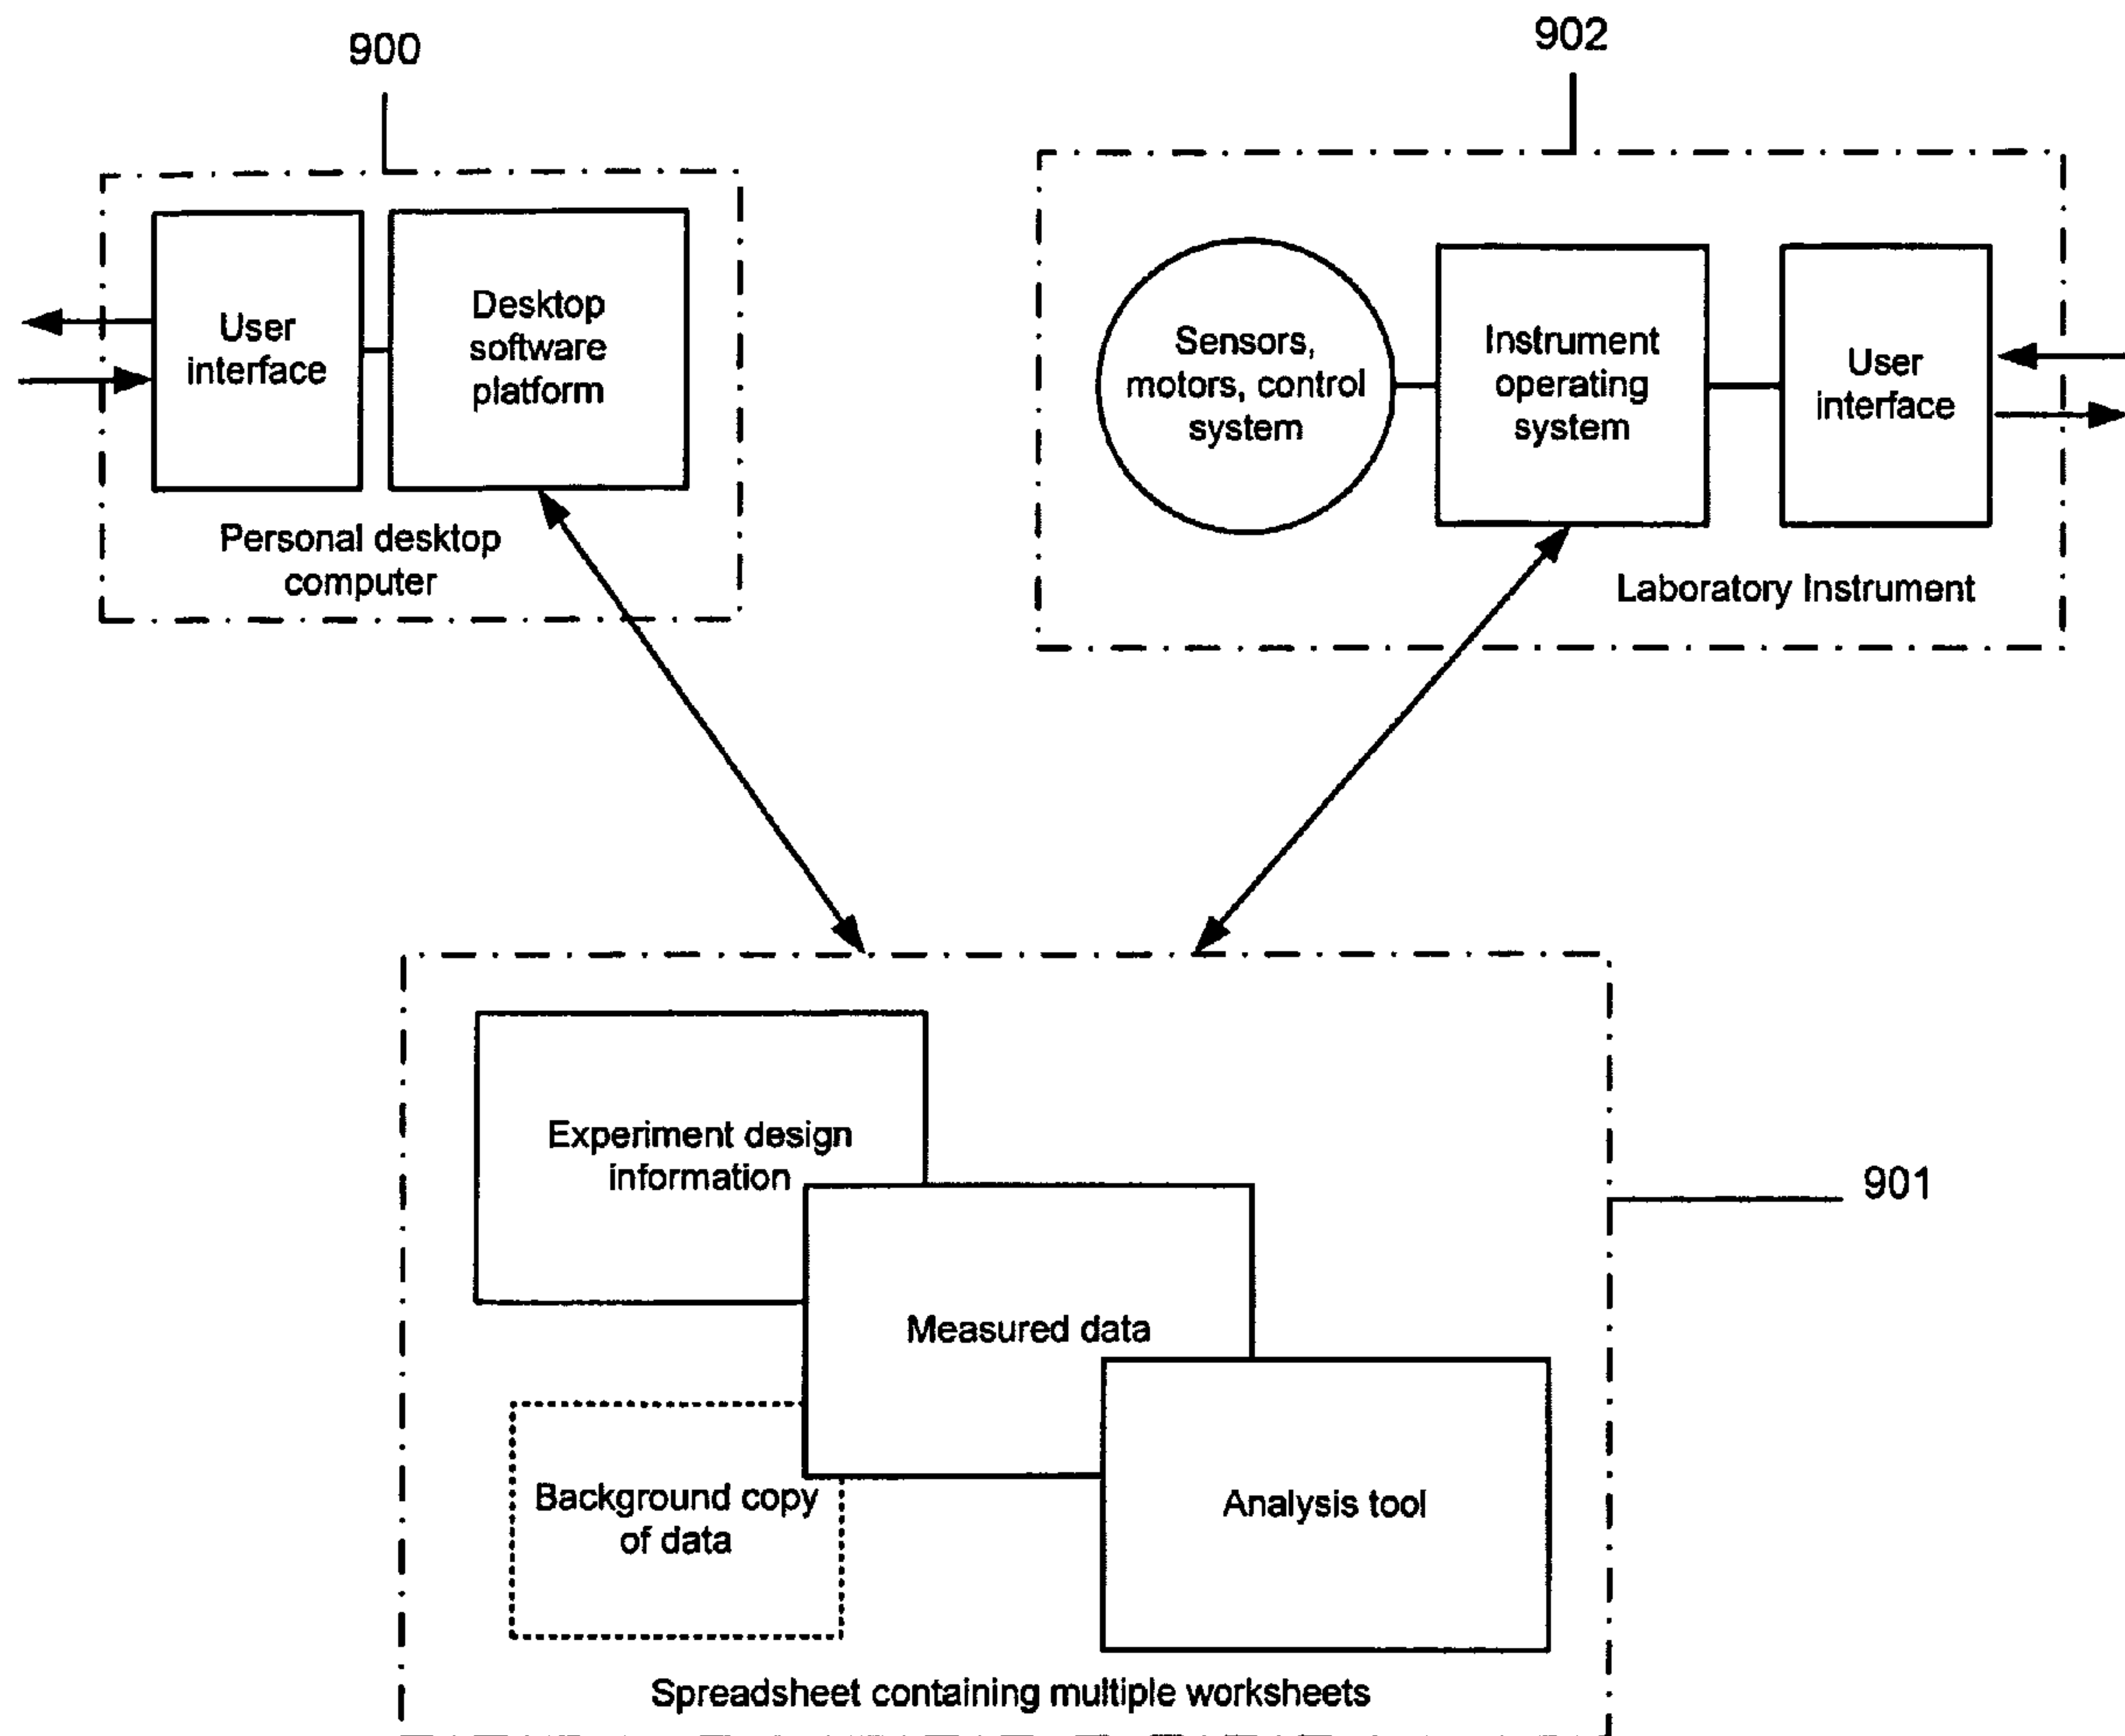 900
902
User
interface
Desktop
software
platform
Personal desktop
computer
Sensors,
motors, control
system
Instrument
operating
system
User
interface
Laboratory Instrument
Experiment design
information
901
Measured data
Background copy
of data
Analysis tool
Spreadsheet containing multiple worksheets